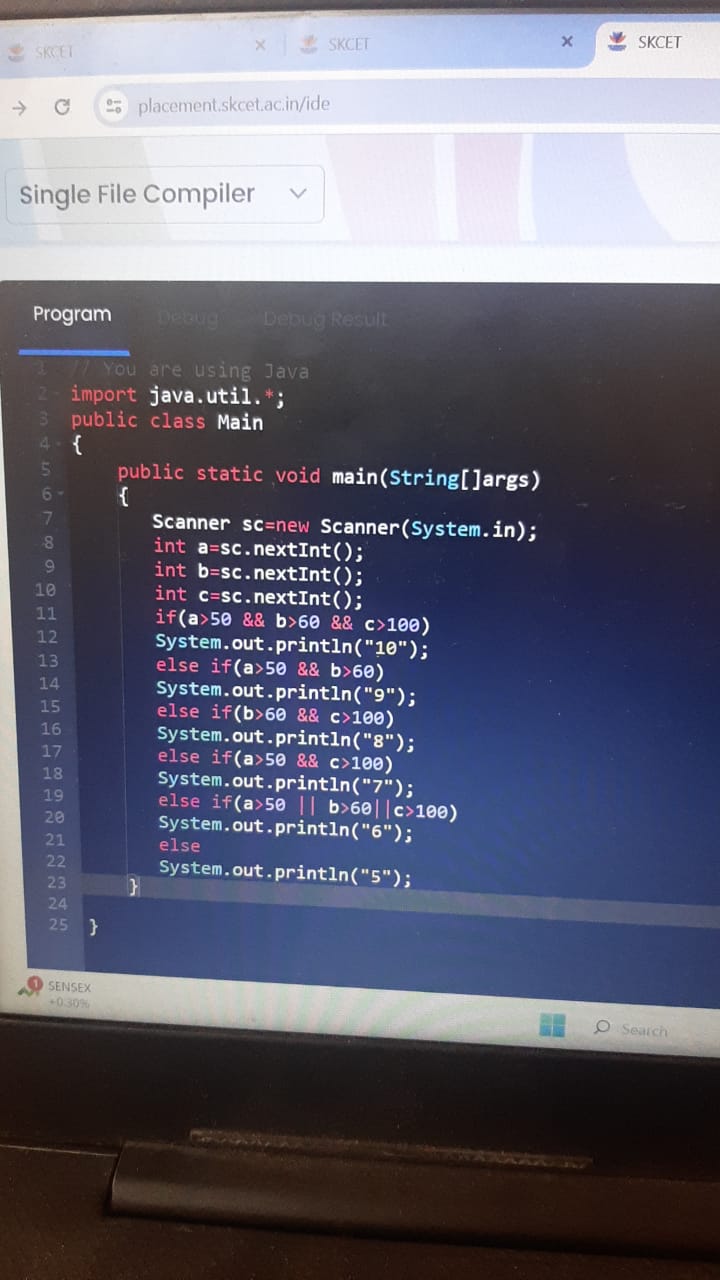 SKCET
SKCET
SKCET
placement.skcet.ac.in/ide
Single File Compiler
Program Debug Debug Result
1 // You are using Java
2 import java.util.*;
3 public class Main
4 {
5 public static void main(String[]args)
6 {
7 Scanner sc=new Scanner(System.in);
8 int a=sc.nextInt();
9 int b=sc.nextInt();
10 int c=sc.nextInt();
11 if(a>50 && b>60 && c>100)
12 System.out.println("10");
13 else if(a>50 && b>60)
14 System.out.println("9");
15 else if(b>60 && c>100)
16 System.out.println("8");
17 else if(a>50 && c>100)
18 System.out.println("7");
19 else if(a>50 || b>60||c>100)
20 System.out.println("6");
21 else
22 System.out.println("5");
23 }
24
25 }
1
SENSEX
+0.30%
Search